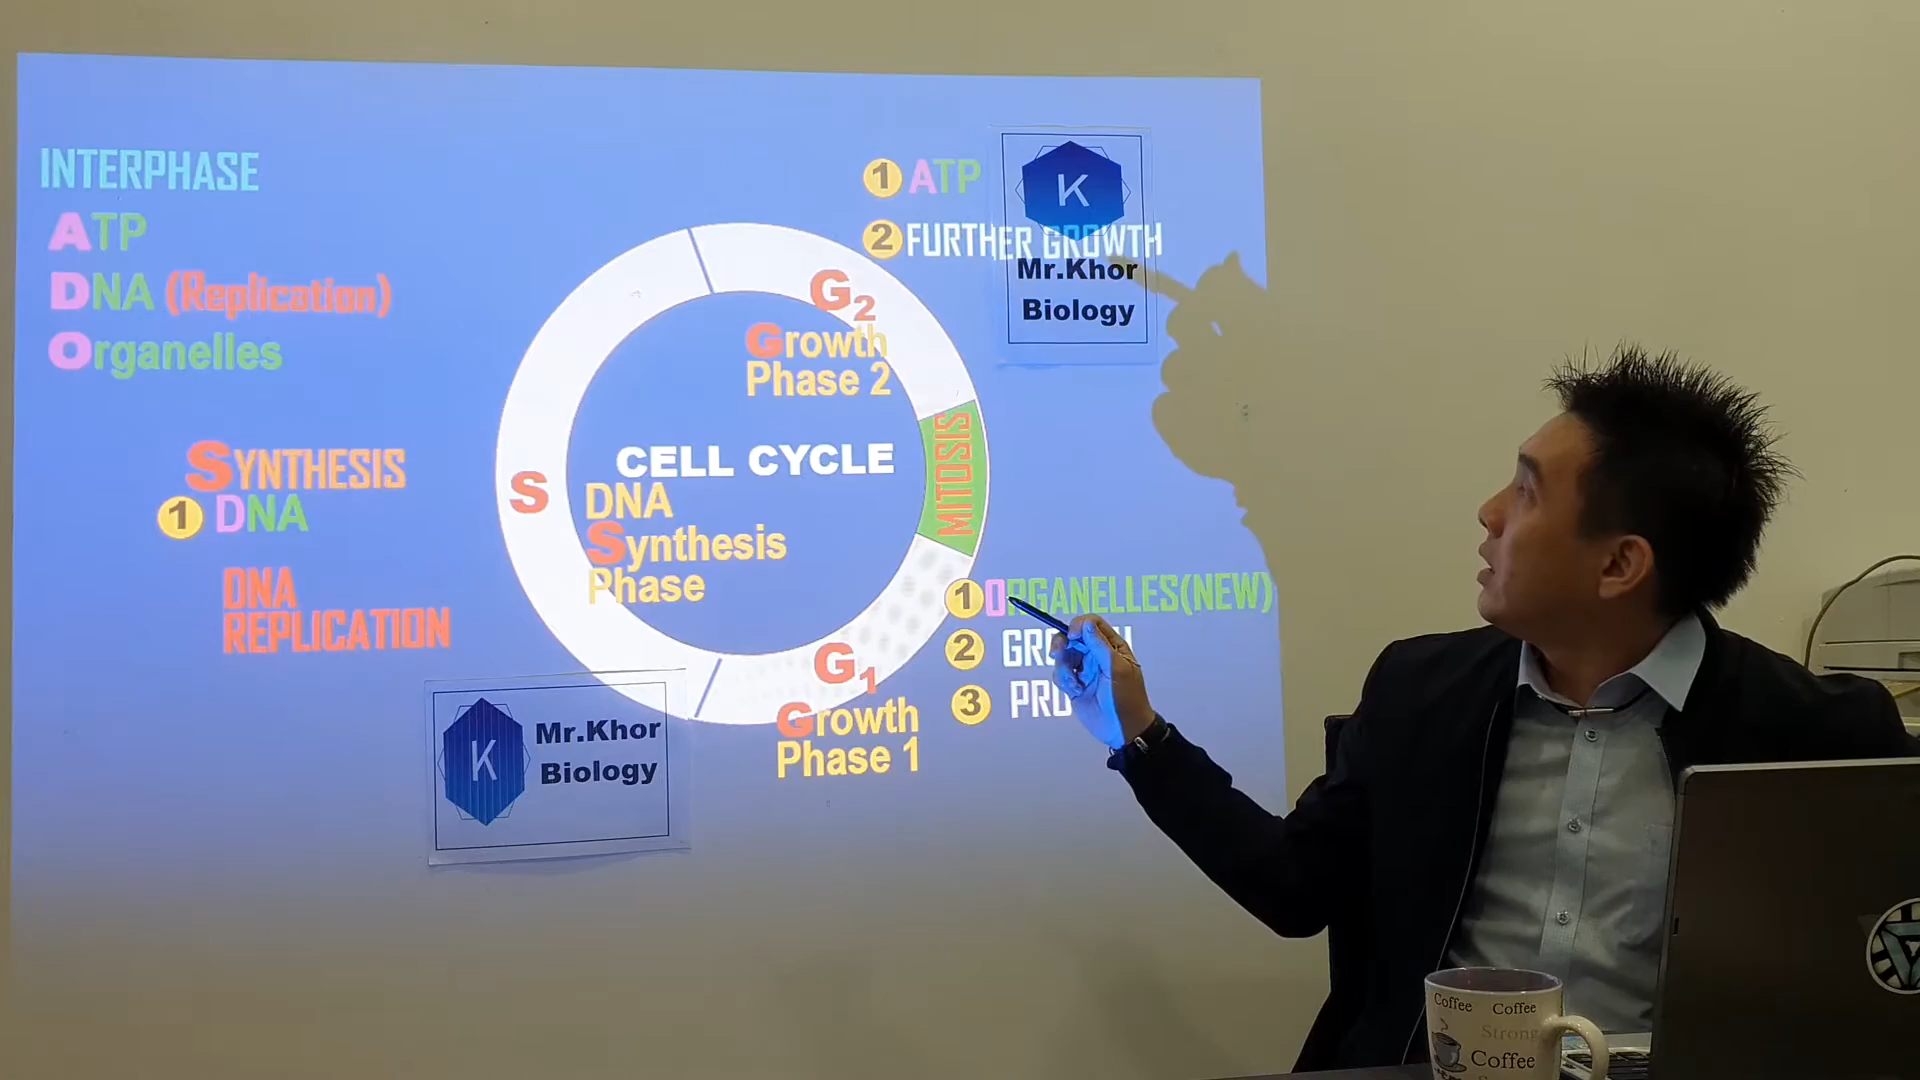 INTERPHASE
ATP
DNA (Replication)
Organelles
SYNTHESIS
1 DNA
DNA
REPLICATION
1 ATP
2 FURTHER GROWTH
K
Mr.Khor
Biology
G2
Growth
Phase 2
MITOSIS
CELL CYCLE
S
DNA
Synthesis
Phase
1 ORGANELLES(NEW)
2
3
G1
Growth
Phase 1
K
Mr.Khor
Biology
Coffee Coffee
Strong
Coffee